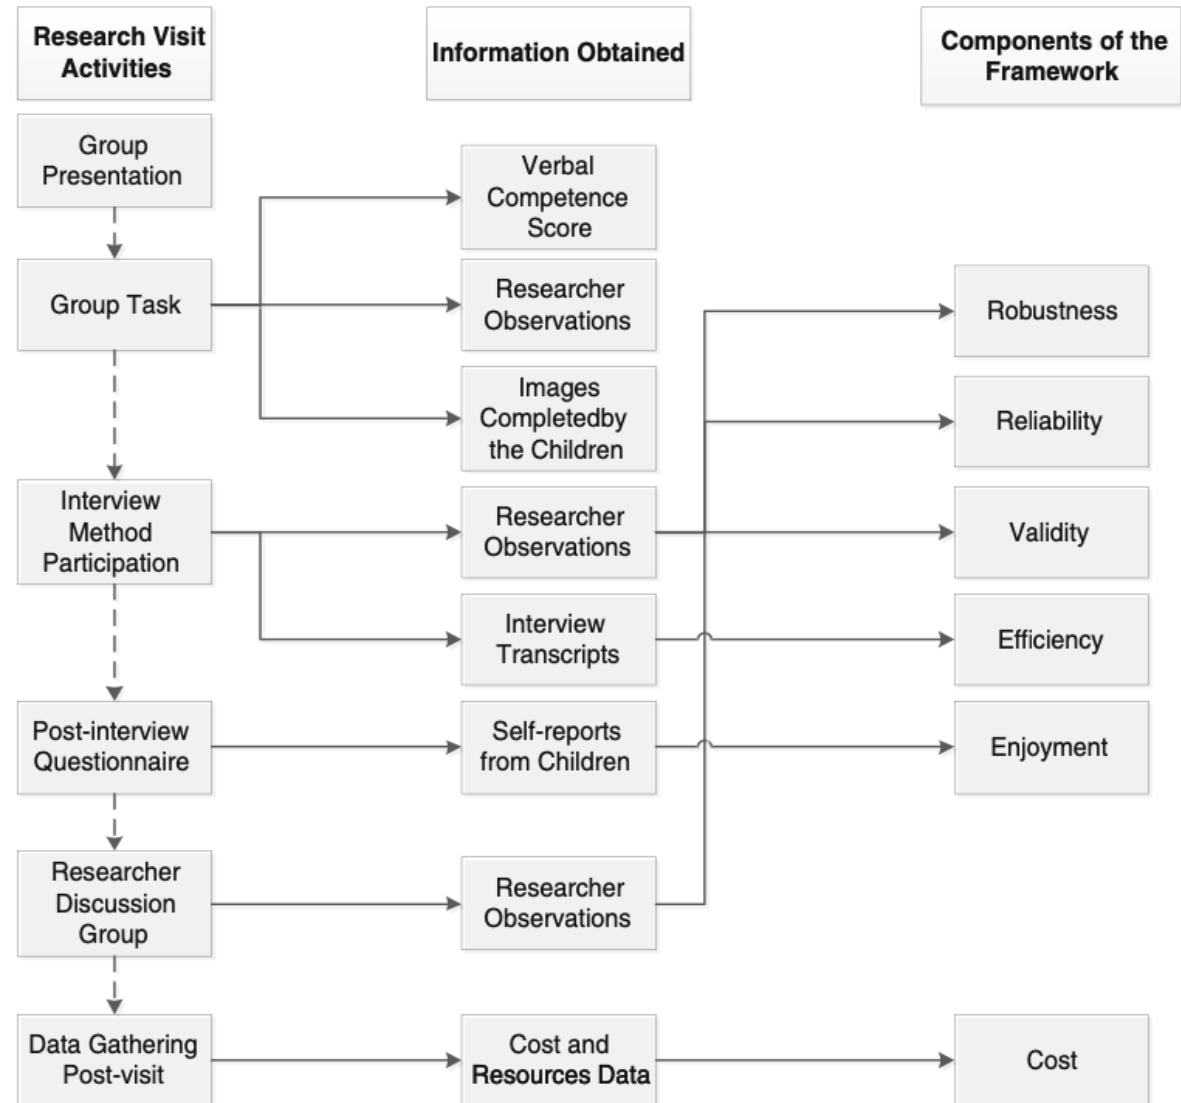 Research Visit
Activities
Information Obtained
Components of the
Framework
Group
Presentation
Verbal
Competence
Score
Group Task
Researcher
Observations
Robustness
Images
Completedby
the Children
Reliability
Interview
Method
Participation
Researcher
Observations
Validity
Interview
Transcripts
Efficiency
Post-interview
Questionnaire
Self-reports
from Children
Enjoyment
Researcher
Discussion
Group
Researcher
Observations
Data Gathering
Post-visit
Cost and
Resources Data
Cost